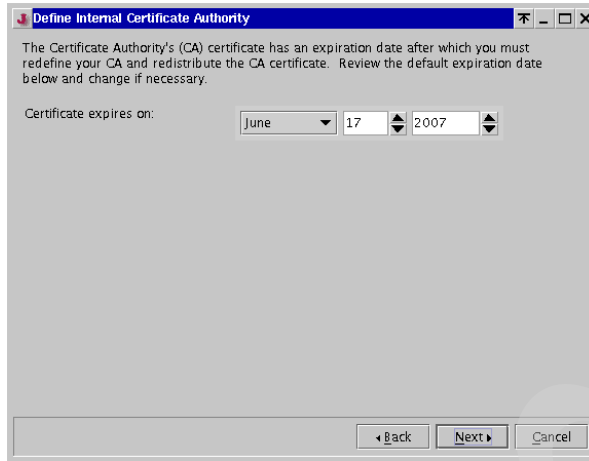 Define Internal Certificate Authority
The Certificate Authority's (CA) certificate has an expiration date after which you must
redefine your CA and redistribute the CA certificate. Review the default expiration date
below and change if necessary.
Certificate expires on:
June 17 2007
Back Next Cancel